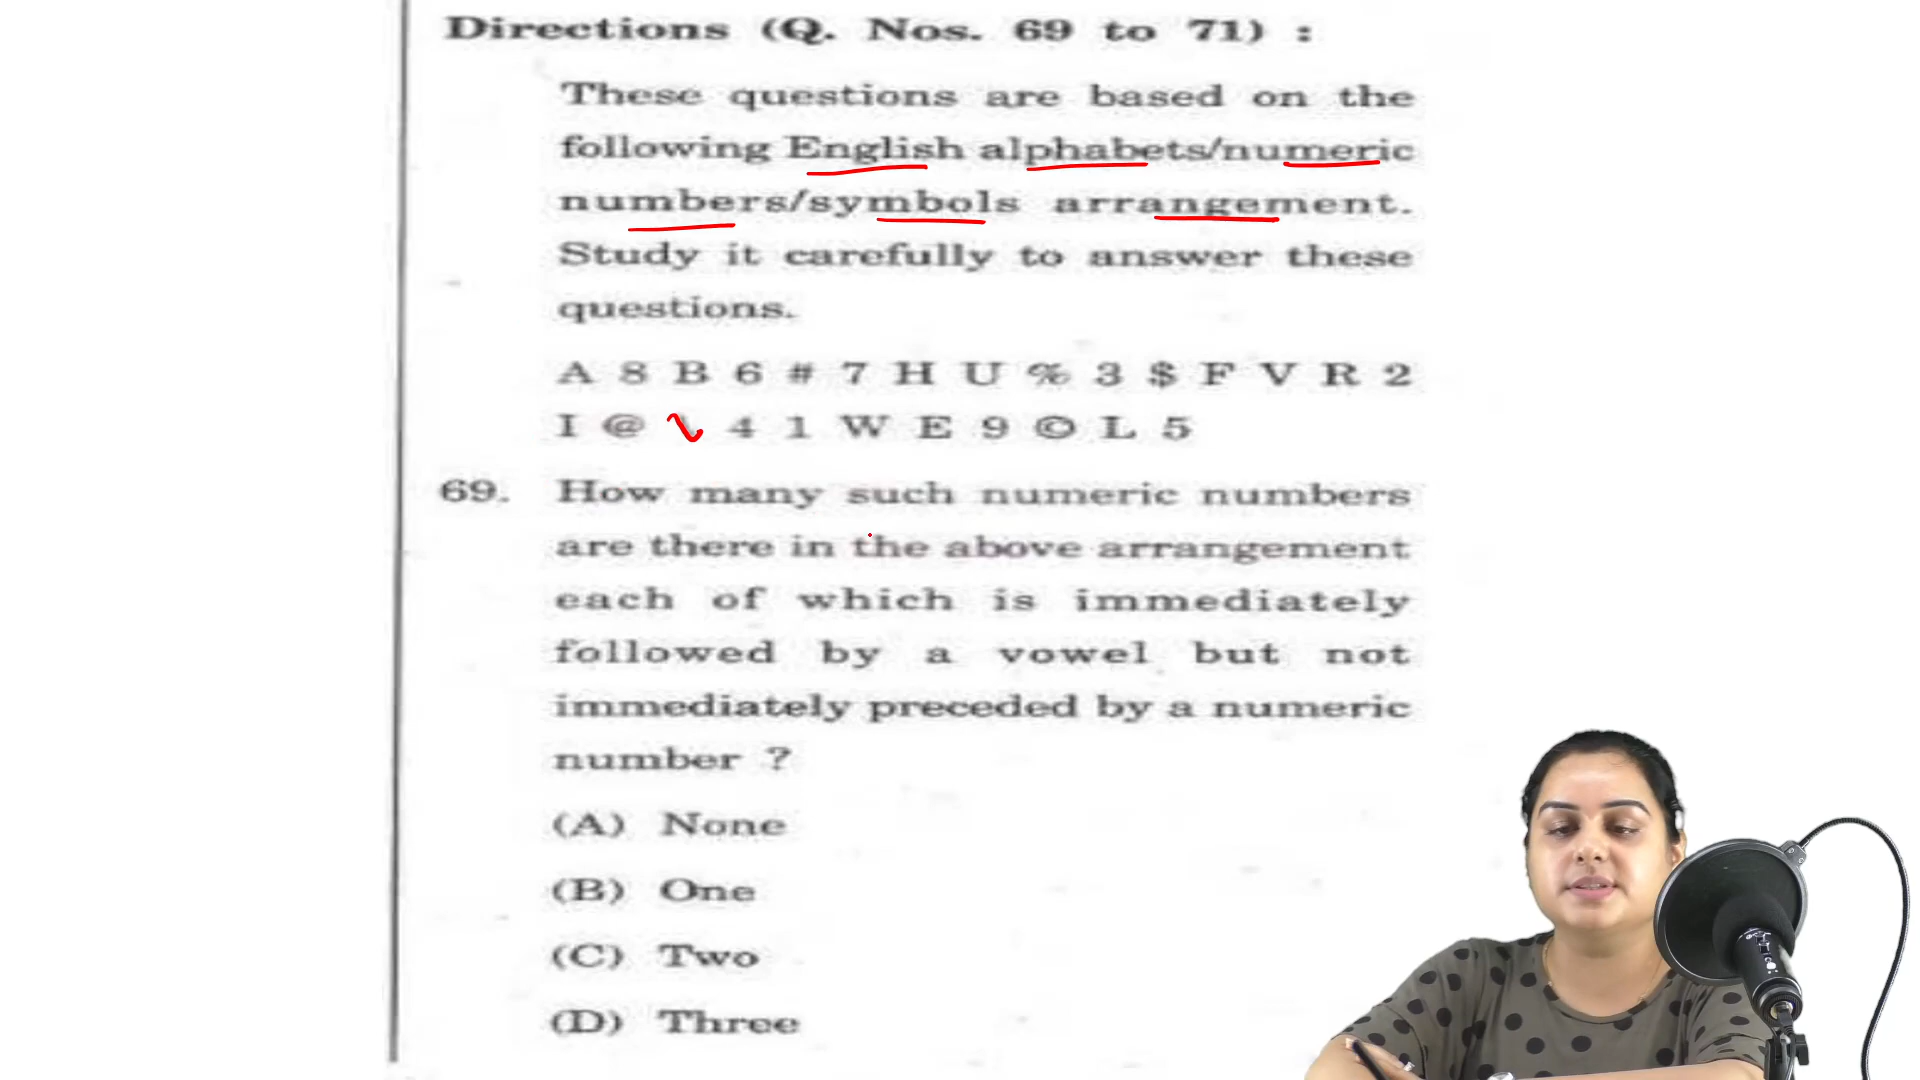 Directions (Q. Nos. 69 to 71) :
These questions are based on the
following English alphabets/numeric
numbers/symbols arrangement.
Study it carefully to answer these
questions.
A 8 B 6 # 7 H U % 3 $ F V R 2
I @ 4 1 W E 9 © L 5
69. How many such numeric numbers
are there in the above arrangement
each of which is immediately
followed by a vowel but not
immediately preceded by a numeric
number ?
(A) None
(B) One
(C) Two
(D) Three